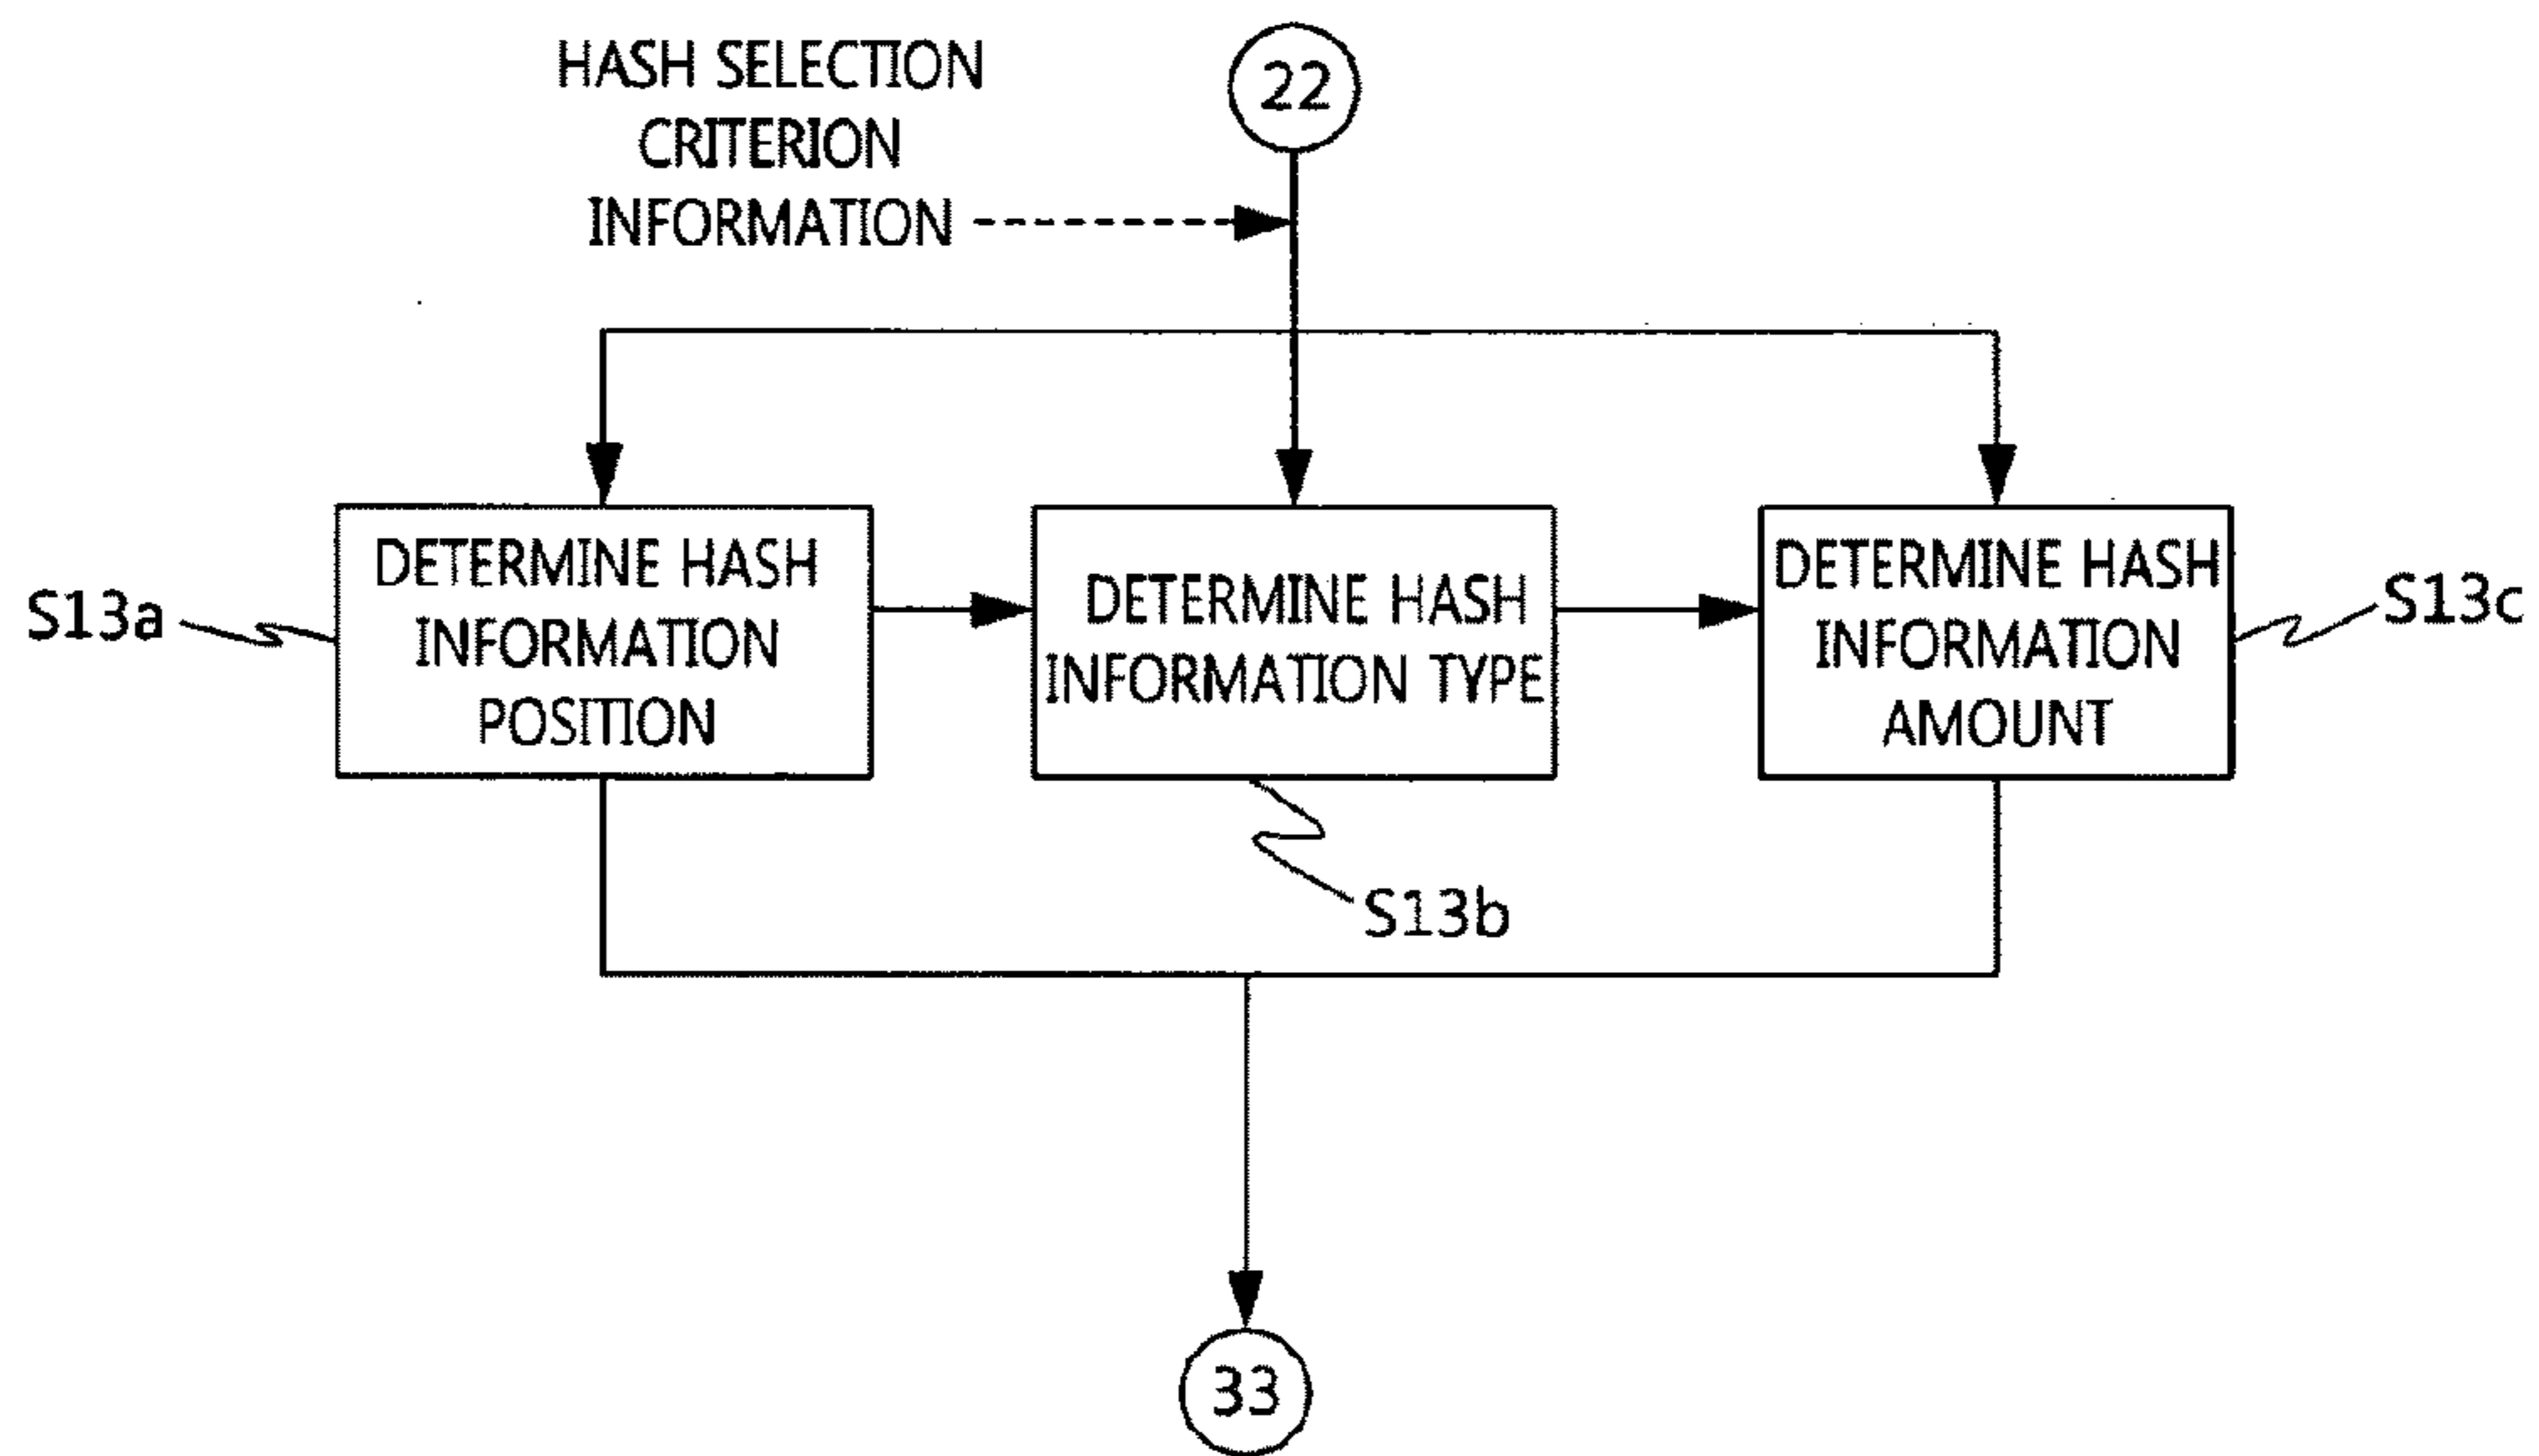 HASH SELECTION
CRITERION
INFORMATION
22
DETERMINE HASH
INFORMATION
POSITION
DETERMINE HASH
INFORMATION TYPE
DETERMINE HASH
INFORMATION
AMOUNT
S13a
S13c
S13b
33